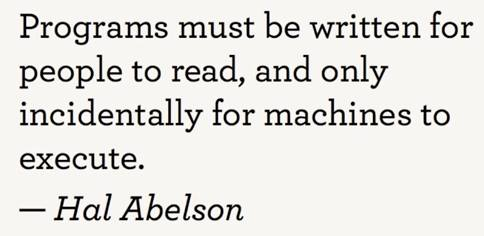 Programs must be written for
people to read, and only
incidentally for machines to
execute.
— Hal Abelson